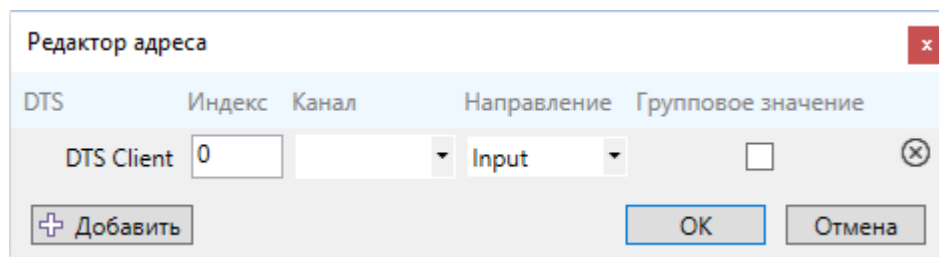 Редактор адреса
x
DTS Индекс Канал Направление Групповое значение
DTS Client 0 Input
Добавить OK Отмена